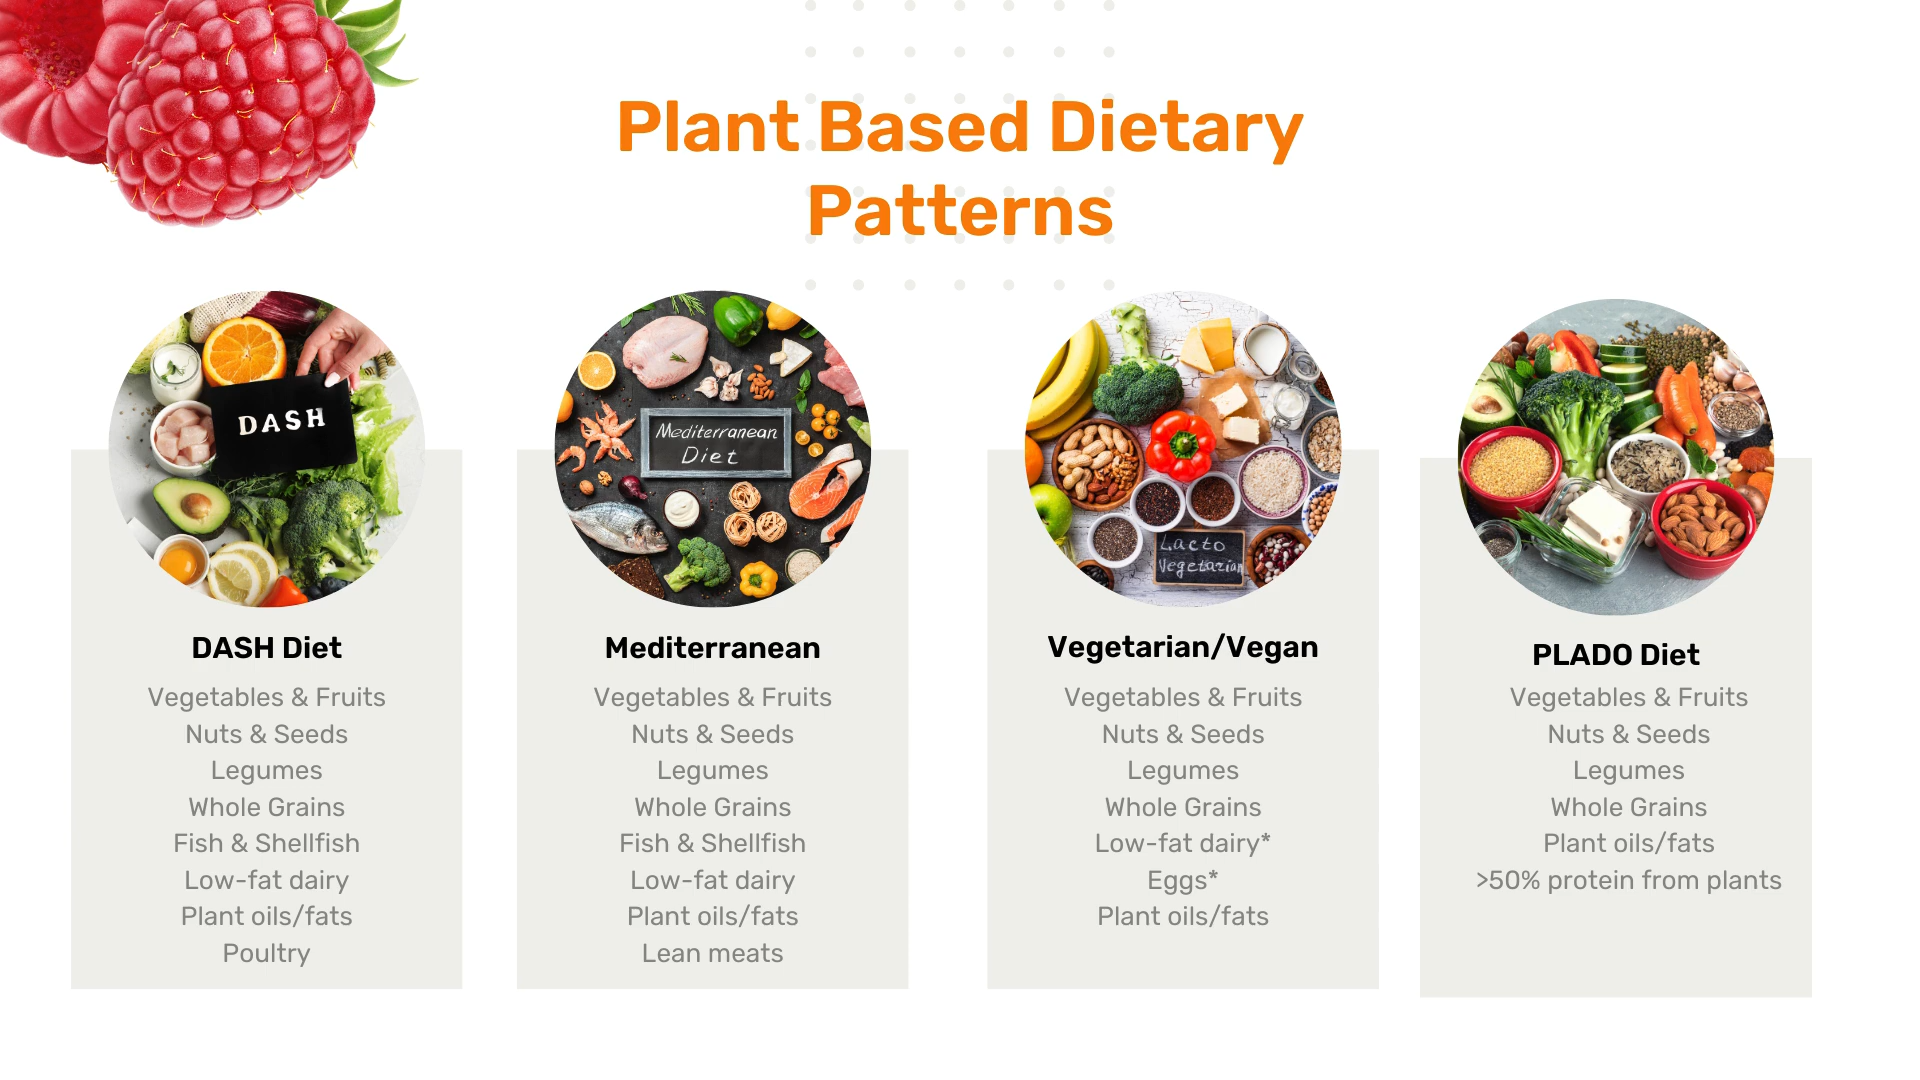 Plant Based Dietary
Patterns
DASH
DASH Diet
Vegetables & Fruits
Nuts & Seeds
Legumes
Whole Grains
Fish & Shellfish
Low-fat dairy
Plant oils/fats
Poultry
Mediterranean
Diet
Mediterranean
Vegetables & Fruits
Nuts & Seeds
Legumes
Whole Grains
Fish & Shellfish
Low-fat dairy
Plant oils/fats
Lean meats
Lacto
Vegetarian
Vegetarian/Vegan
Vegetables & Fruits
Nuts & Seeds
Legumes
Whole Grains
Low-fat dairy*
Eggs*
Plant oils/fats
PLADO Diet
Vegetables & Fruits
Nuts & Seeds
Legumes
Whole Grains
Plant oils/fats
>50% protein from plants